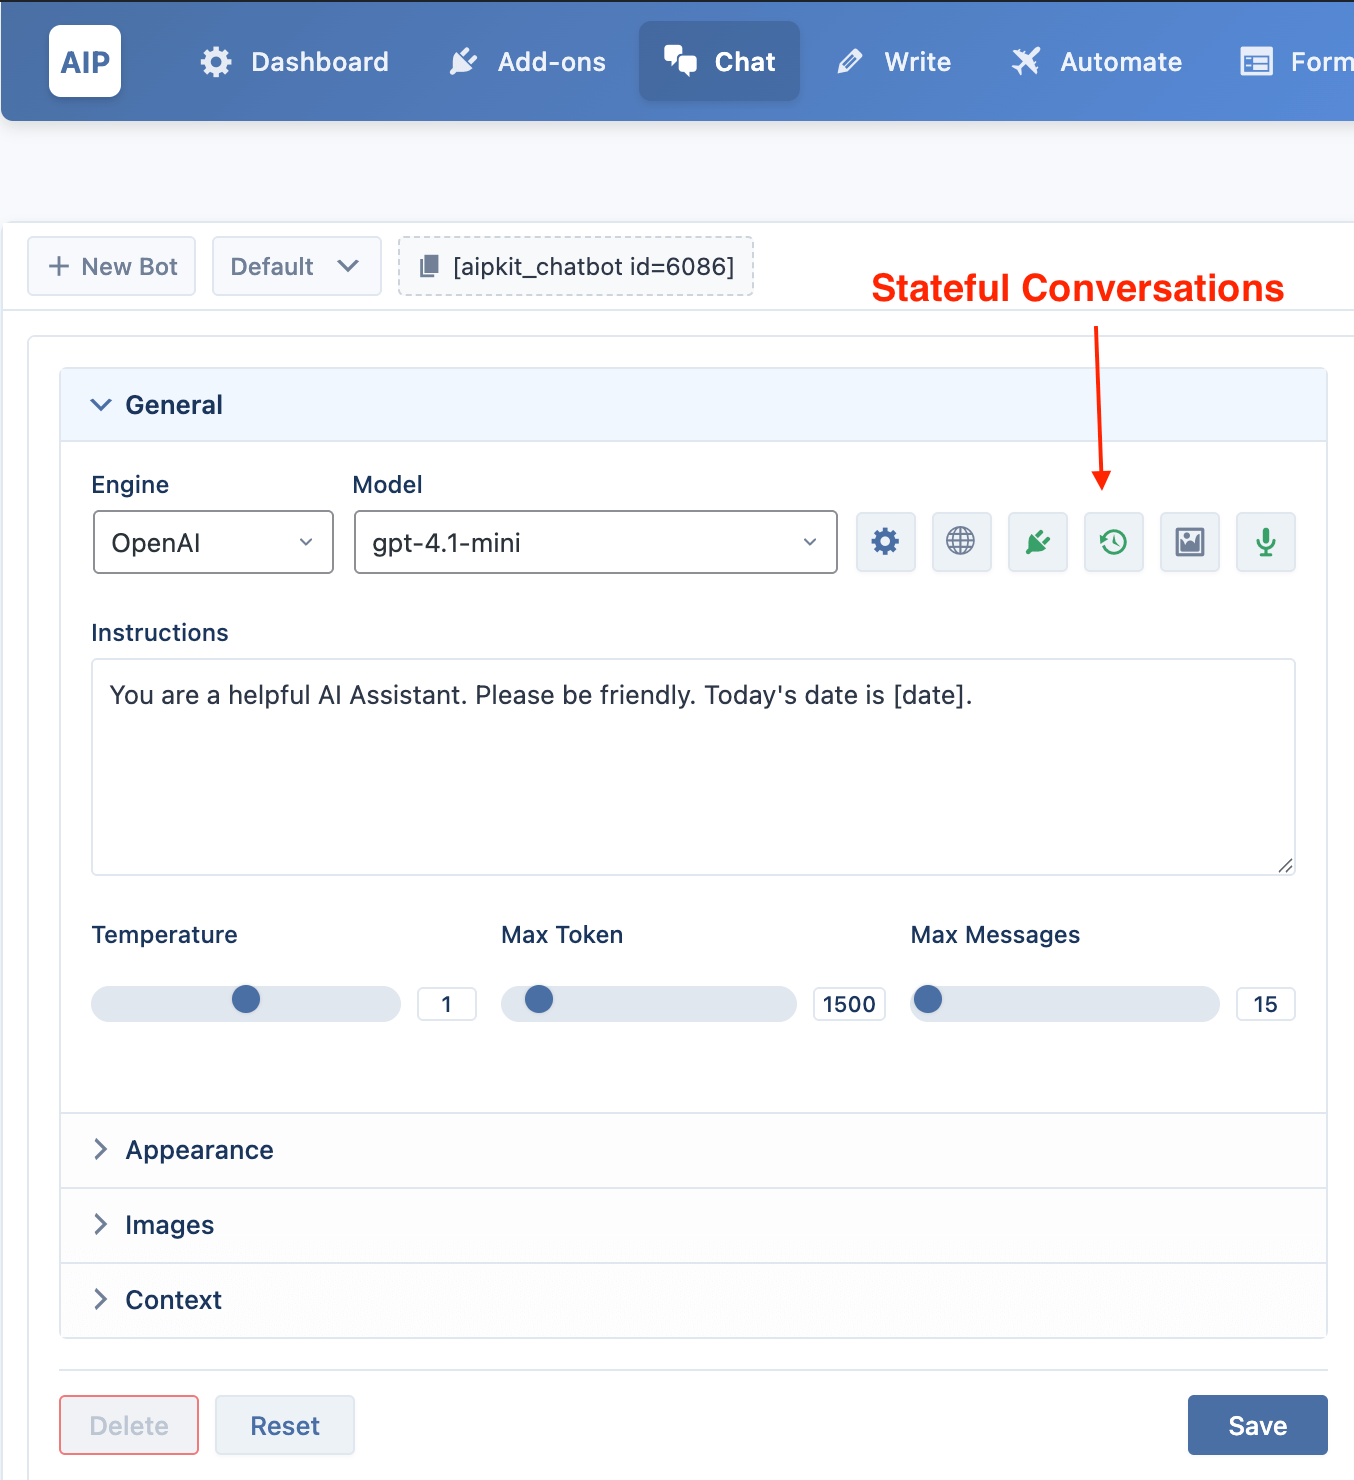 AIP
Dashboard
Add-ons
Chat
Write
Automate
Form
New Bot
Default
[aipkit_chatbot id=6086]
Stateful Conversations
General
Engine
Model
OpenAI
gpt-4.1-mini
Instructions
You are a helpful AI Assistant. Please be friendly. Today's date is [date].
Temperature
Max Token
Max Messages
1
1500
15
Appearance
Images
Context
Delete
Reset
Save